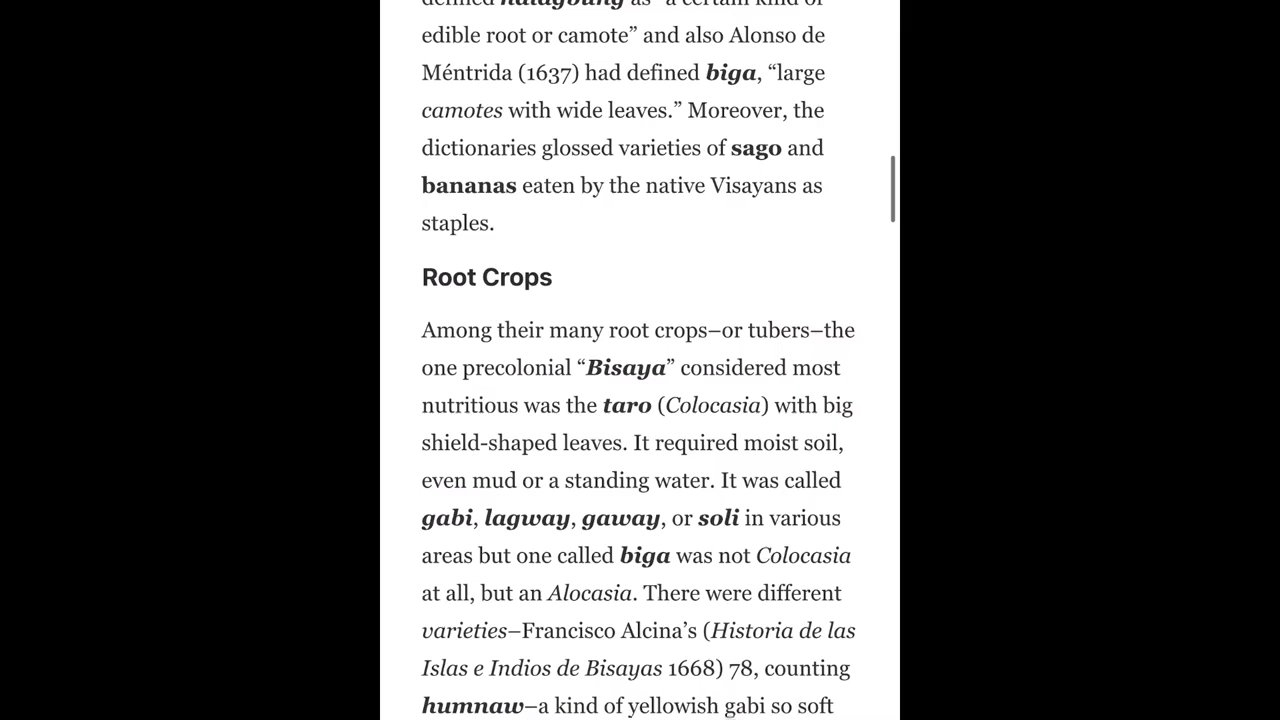 edible root or camote” and also Alonso de
Méntrida (1637) had defined biga, “large
camotes with wide leaves.” Moreover, the
dictionaries glossed varieties of sago and
bananas eaten by the native Visayans as
staples.
Root Crops
Among their many root crops–or tubers–the
one precolonial “Bisaya” considered most
nutritious was the taro (Colocasia) with big
shield-shaped leaves. It required moist soil,
even mud or a standing water. It was called
gabi, lagway, gaway, or soli in various
areas but one called biga was not Colocasia
at all, but an Alocasia. There were different
varieties–Francisco Alcina’s (Historia de las
Islas e Indios de Bisayas 1668) 78, counting
humnaw–a kind of yellowish gabi so soft